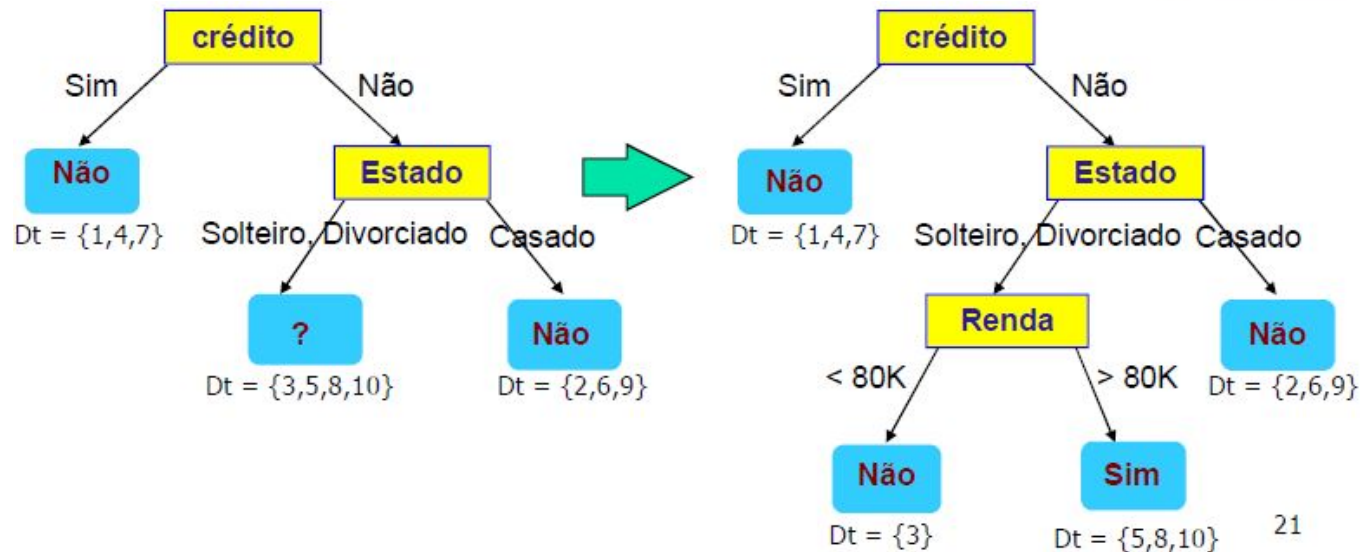 crédito
Sim
Não
Não
Dt = {1,4,7}
Estado
Solteiro, Divorciado
Casado
?
Dt = {3,5,8,10}
Não
Dt = {2,6,9}
crédito
Sim
Não
Não
Dt = {1,4,7}
Estado
Solteiro, Divorciado
Casado
Renda
Não
Dt = {2,6,9}
< 80K
> 80K
Não
Dt = {3}
Sim
Dt = {5,8,10}
21